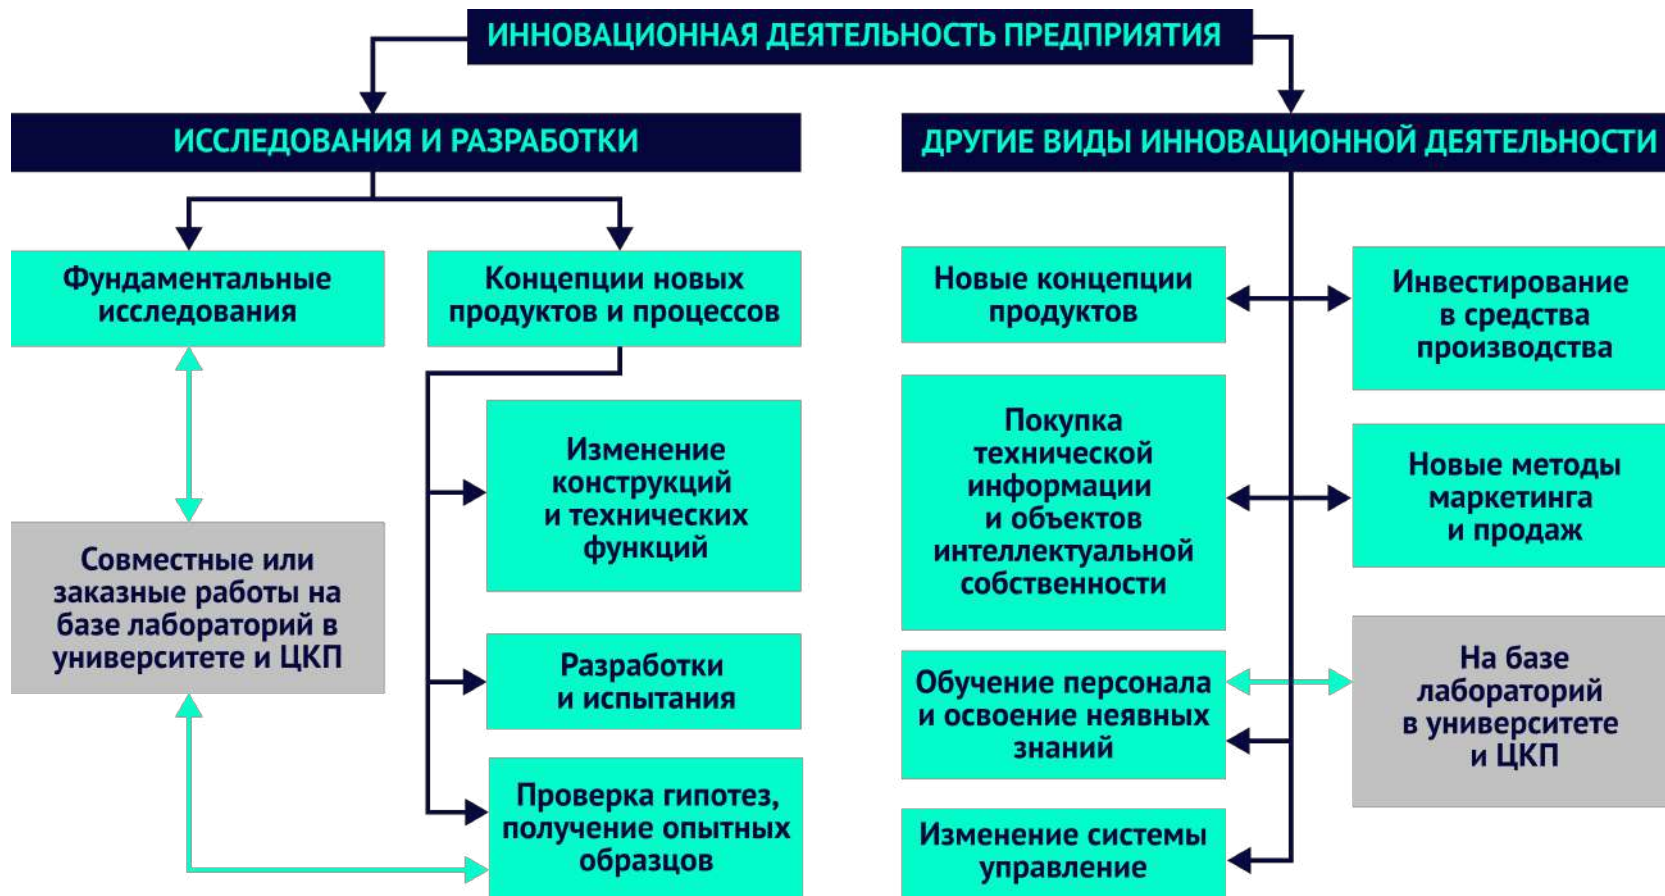 ИННОВАЦИОННАЯ ДЕЯТЕЛЬНОСТЬ ПРЕДПРИЯТИЯ
ИССЛЕДОВАНИЯ И РАЗРАБОТКИ
Фундаментальные
исследования
Концепции новых
продуктов и процессов
Изменение
конструкций
и технических
функций
Совместные или
заказные работы на
базе лабораторий в
университете и ЦКП
Разработки
и испытания
Проверка гипотез,
получение опытных
образцов
ДРУГИЕ ВИДЫ ИННОВАЦИОННОЙ ДЕЯТЕЛЬНОСТИ
Новые концепции
продуктов
Инвестирование
в средства
производства
Покупка
технической
информации
и объектов
интеллектуальной
собственности
Новые методы
маркетинга
и продаж
Обучение персонала
и освоение неявных
знаний
На базе
лабораторий
в университете
и ЦКП
Изменение системы
управление